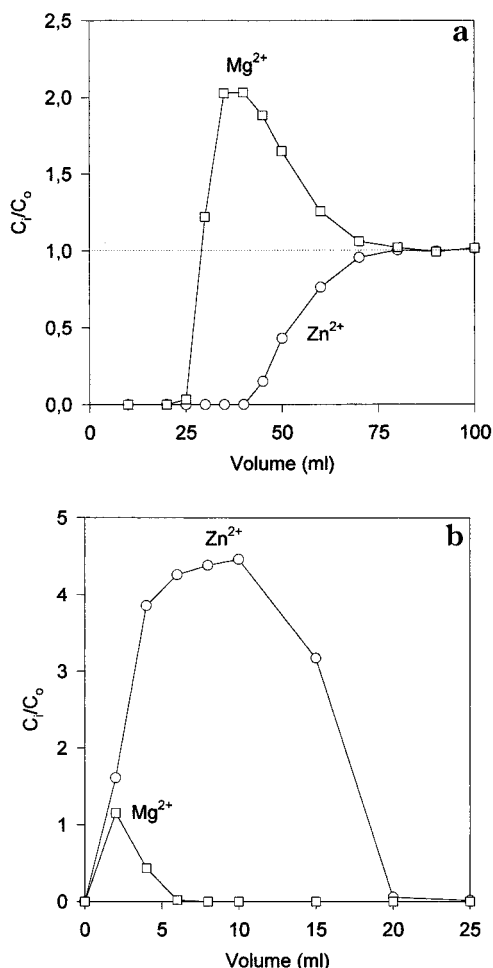 a
2,5
2,0
1,5
1,0
0,5
0,0
Cᵢ/Cₒ
Mg²⁺
Zn²⁺
0 25 50 75 100
Volume (ml)
b
5
4
3
2
1
0
Cᵢ/Cₒ
Zn²⁺
Mg²⁺
0 5 10 15 20 25
Volume (ml)